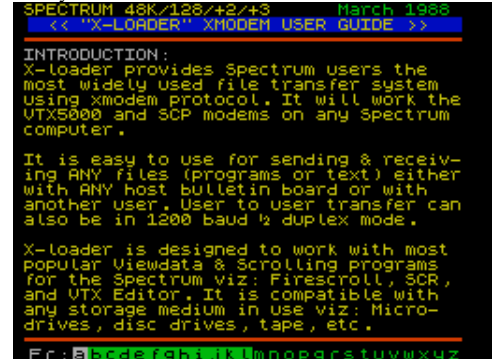 SPECTRUM 48K/128/+2/+3 March 1988
<< "X-LOADER" XMODEM USER GUIDE >>
INTRODUCTION:
X-loader provides Spectrum users the
most widely used file transfer system
using xmodem protocol. It will work the
VTX5000 and SCP modems on any Spectrum
computer.
It is easy to use for sending & receiv-
ing ANY files (programs or text) either
with ANY host bulletin board or with
another user. User to user transfer can
also be in 1200 baud ½ duplex mode.
X-loader is designed to work with most
popular Viewdata & Scrolling programs
for the Spectrum viz: Firescroll, SCR,
and VTX Editor. It is compatible with
any storage medium in use viz: Micro-
drives, disc drives, tape, etc.
Fr:abcdefghijklmnopqrstuvwxyz